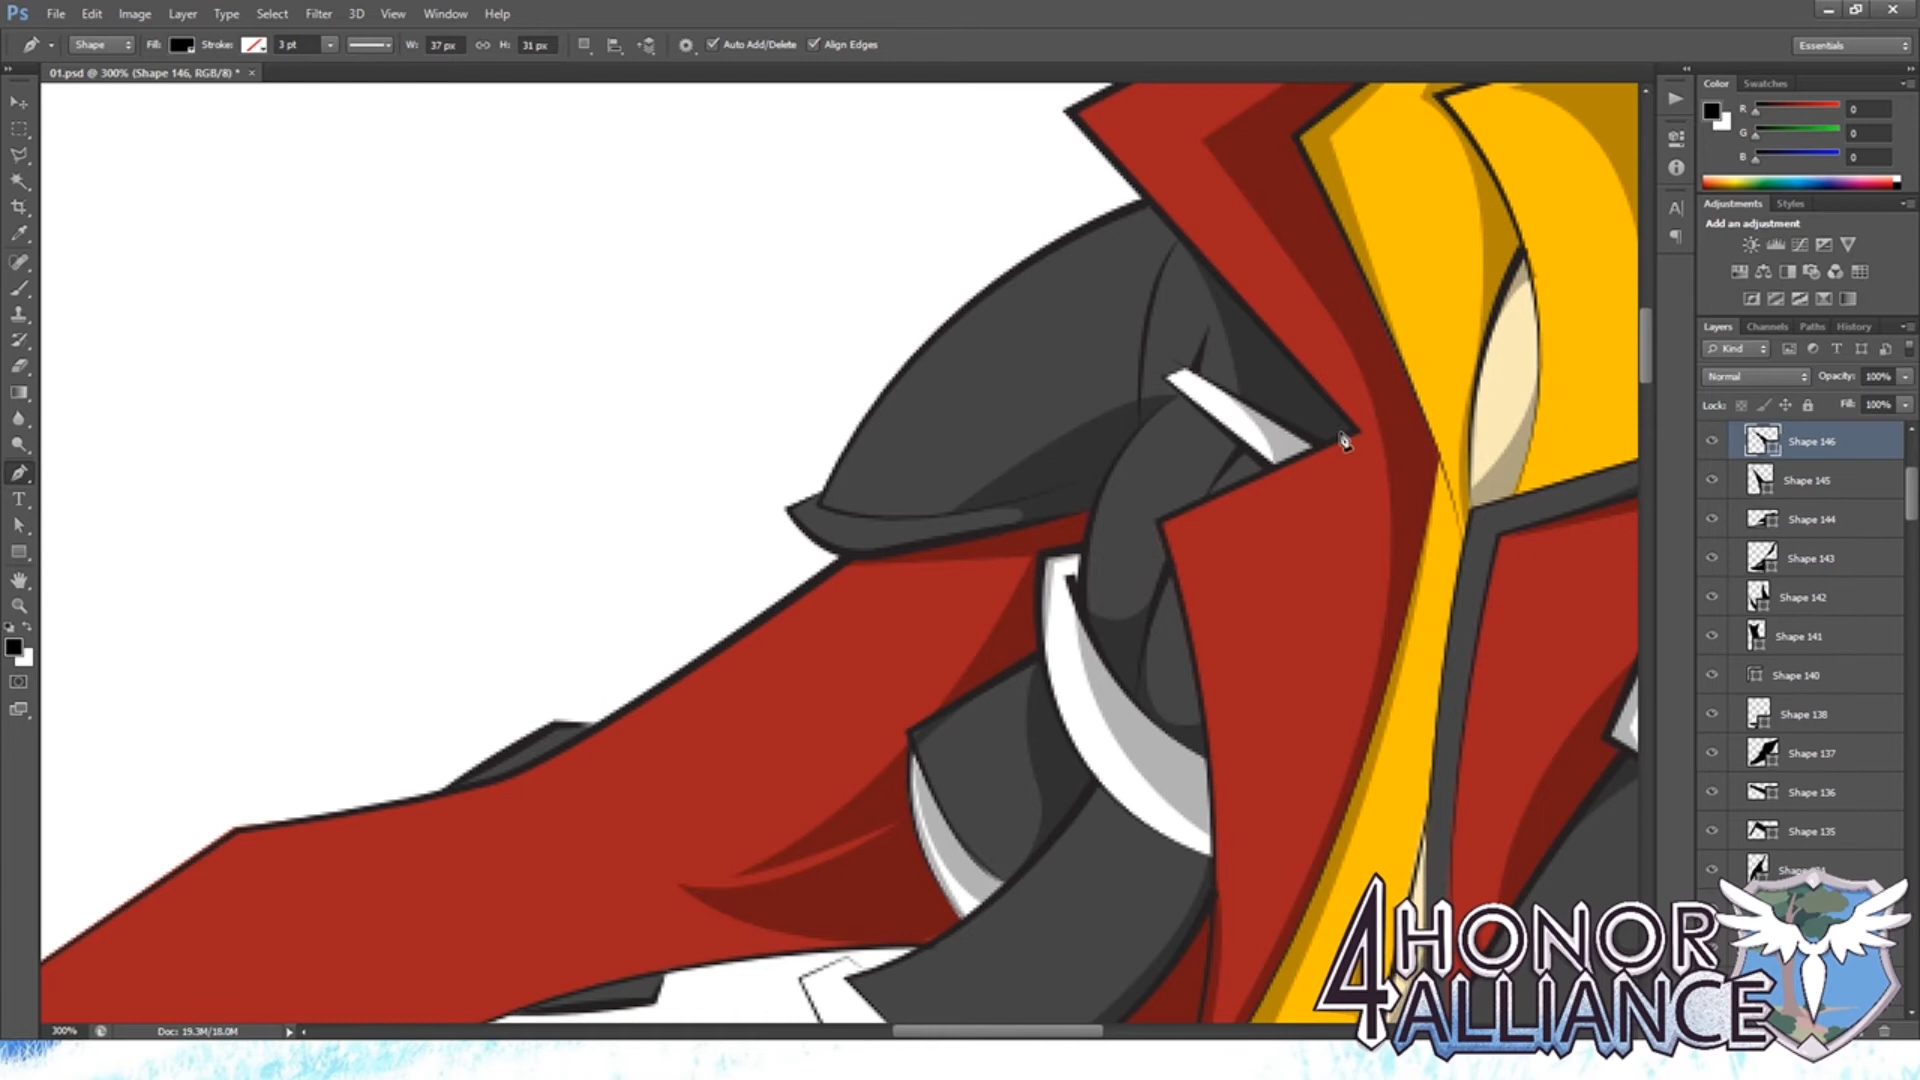 Ps File Edit Image Layer Type Select Filter 3D View Window Help
Shape Fill: Stroke: 3 pt W: 37 px H: 31 px Auto Add/Delete Align Edges Essentials
01.psd @ 300% (Shape 146, RGB/8) * ×
Color Swatches
R 0
G 0
B 0
Adjustments Styles
Add an adjustment
Layers Channels Paths History
Kind
Normal Opacity: 100%
Lock: Fill: 100%
Shape 146
Shape 145
Shape 144
Shape 143
Shape 142
Shape 141
Shape 140
Shape 138
Shape 137
Shape 136
Shape 135
4HONOR
ALLIANCE
300% Doc: 19.3M/18.0M